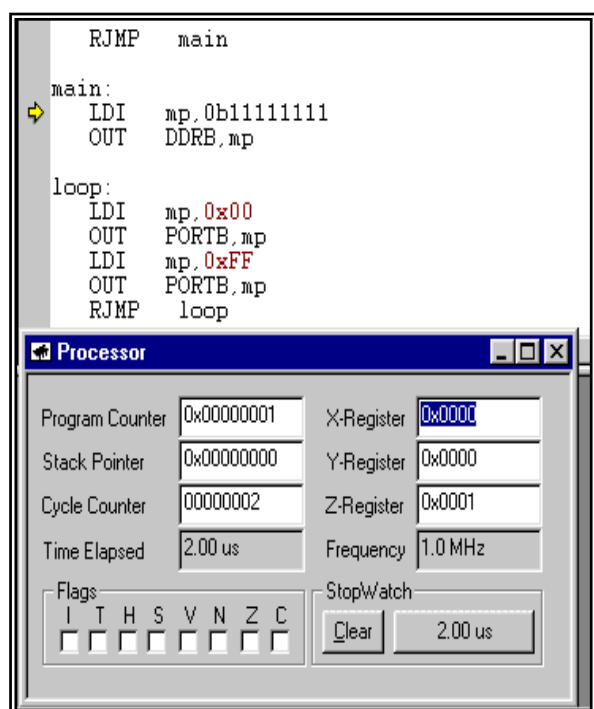 RJMP main
main:
LDI mp,0b11111111
OUT DDRB,mp
loop:
LDI mp,0x00
OUT PORTB,mp
LDI mp,0xFF
OUT PORTB,mp
RJMP loop
Processor
Program Counter 0x00000001 X-Register 0x0000
Stack Pointer 0x00000000 Y-Register 0x0000
Cycle Counter 00000002 Z-Register 0x0001
Time Elapsed 2.00 us Frequency 1.0 MHz
Flags StopWatch
I T H S V N Z C
Clear 2.00 us